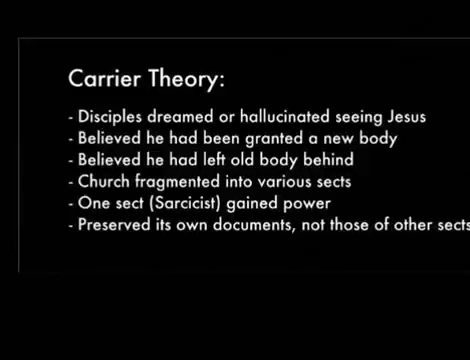 Carrier Theory:
- Disciples dreamed or hallucinated seeing Jesus
- Believed he had been granted a new body
- Believed he had left old body behind
- Church fragmented into various sects
- One sect (Sarcicist) gained power
- Preserved its own documents, not those of other sects